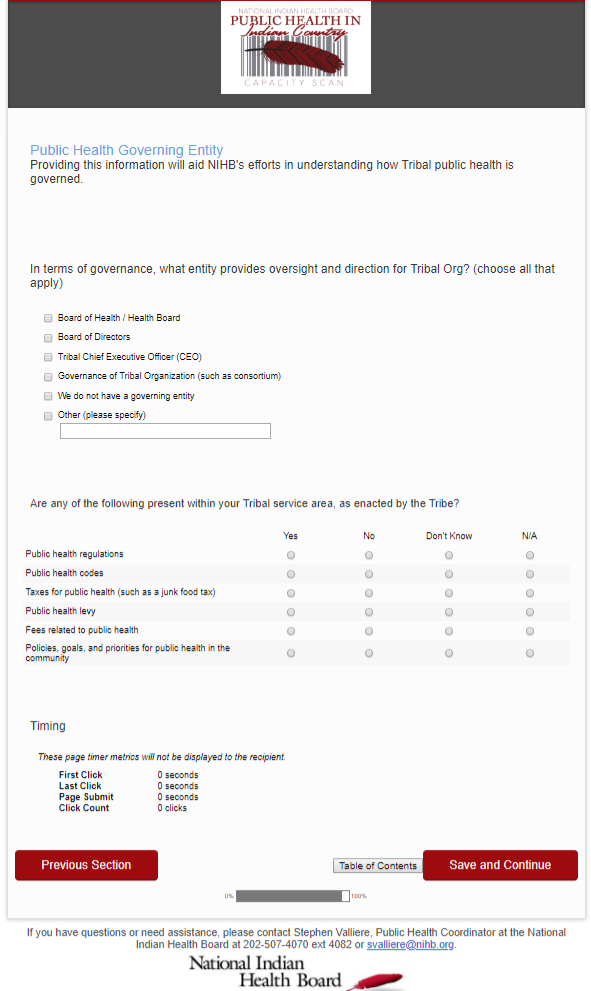 NATIONAL INDIAN HEALTH BOARD
PUBLIC HEALTH IN
Indian Country
CAPACITY SCAN
Public Health Governing Entity
Providing this information will aid NIHB's efforts in understanding how Tribal public health is
governed.
In terms of governance, what entity provides oversight and direction for Tribal Org? (choose all that
apply)
Board of Health / Health Board
Board of Directors
Tribal Chief Executive Officer (CEO)
Governance of Tribal Organization (such as consortium)
We do not have a governing entity
Other (please specify)
Are any of the following present within your Tribal service area, as enacted by the Tribe?
Yes No Don't Know N/A
Public health regulations
Public health codes
Taxes for public health (such as a junk food tax)
Public health levy
Fees related to public health
Policies, goals, and priorities for public health in the
community
Timing
These page timer metrics will not be displayed to the recipient.
First Click 0 seconds
Last Click 0 seconds
Page Submit 0 seconds
Click Count 0 clicks
Previous Section Table of Contents Save and Continue
0% 100%
If you have questions or need assistance, please contact Stephen Valliere, Public Health Coordinator at the National
Indian Health Board at 202-507-4070 ext 4082 or svalliere@nihb.org.
National Indian
Health Board